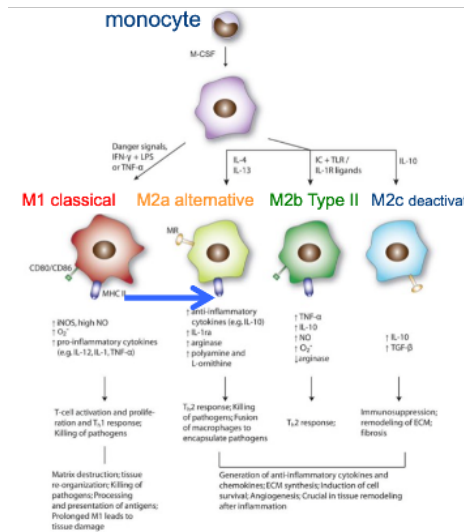 monocyte
M-CSF
Danger signals,
IFN-γ + LPS
or TNF-α
IL-4
IL-13
IC + TLR /
IL-1R ligands
IL-10
M1 classical
M2a alternative
M2b Type II
M2c deactivat
MR
CD80/CD86
MHC II
↑ iNOS, high NO
↑ O₂⁻
↑ pro-inflammatory cytokines
(e.g. IL-12, IL-1, TNF-α)
↑ anti-inflammatory
cytokines (e.g. IL-10)
↑ IL-1ra
↑ arginase
↑ polyamine and
L-ornithine
↑ TNF-α
↑ IL-10
↑ NO
↑ O₂⁻
↓ arginase
↑ IL-10
↑ TGF-β
T-cell activation and prolife-
ration and Tₕ1 response;
Killing of pathogens
Tₕ2 response; Killing
of pathogens; Fusion
of macrophages to
encapsulate pathogens
Tₕ2 response;
Immunosuppression;
remodeling of ECM;
fibrosis
Matrix destruction; tissue
re-organization; Killing of
pathogens; Processing
and presentation of antigens;
Prolonged M1 leads to
tissue damage
Generation of anti-inflammatory cytokines and
chemokines; ECM synthesis; Induction of cell
survival; Angiogenesis; Crucial in tissue remodeling
after inflammation